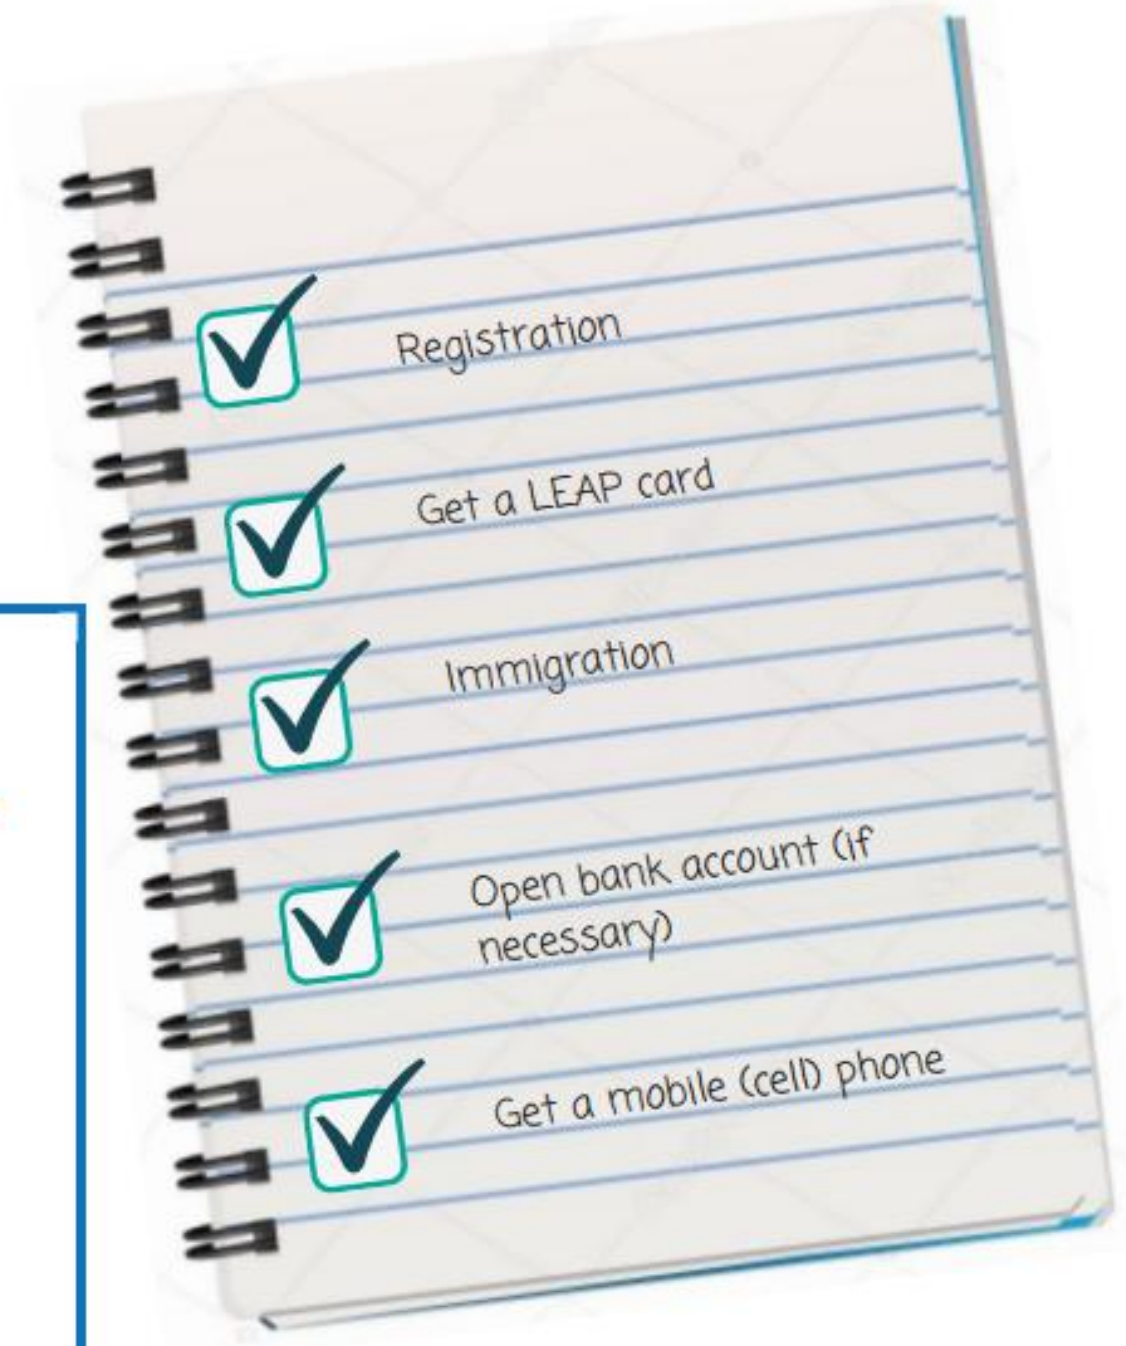 Registration
Get a LEAP card
Immigration
Open bank account (if
necessary)
Get a mobile (cell) phone